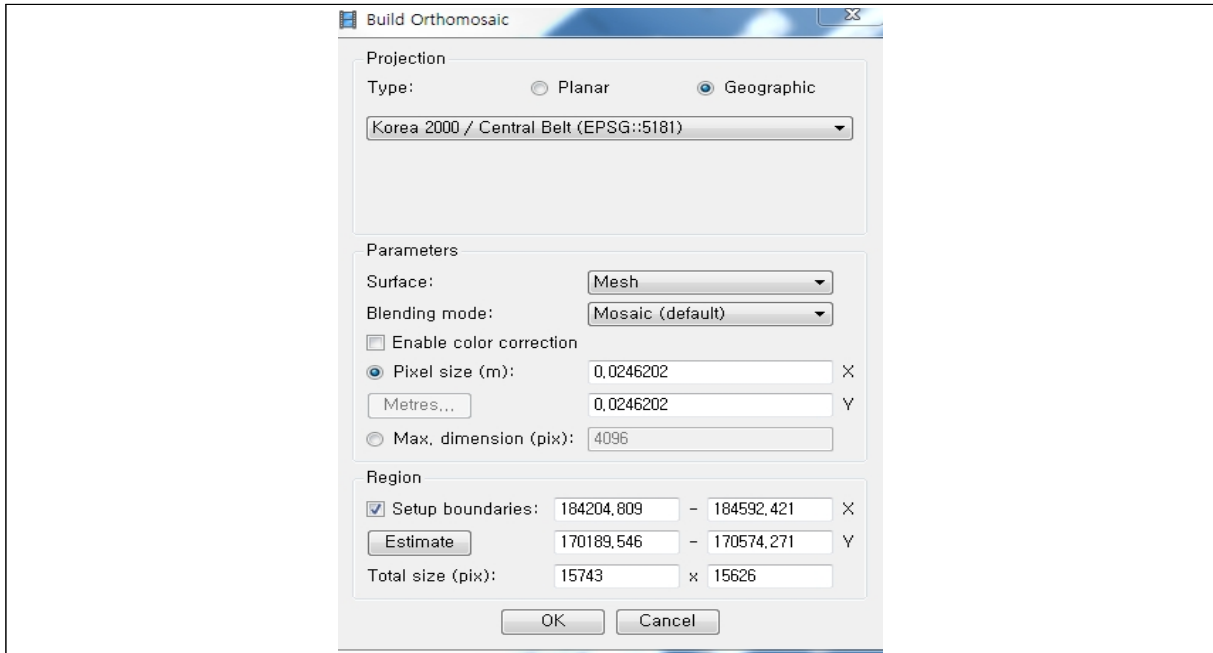 Build Orthomosaic
Projection
Type: Planar Geographic
Korea 2000 / Central Belt (EPSG::5181)
Parameters
Surface: Mesh
Blending mode: Mosaic (default)
Enable color correction
Pixel size (m): 0,0246202 X
Metres,,, 0,0246202 Y
Max, dimension (pix): 4096
Region
Setup boundaries: 184204,809 - 184592,421 X
Estimate 170189,546 - 170574,271 Y
Total size (pix): 15743 x 15626
OK Cancel